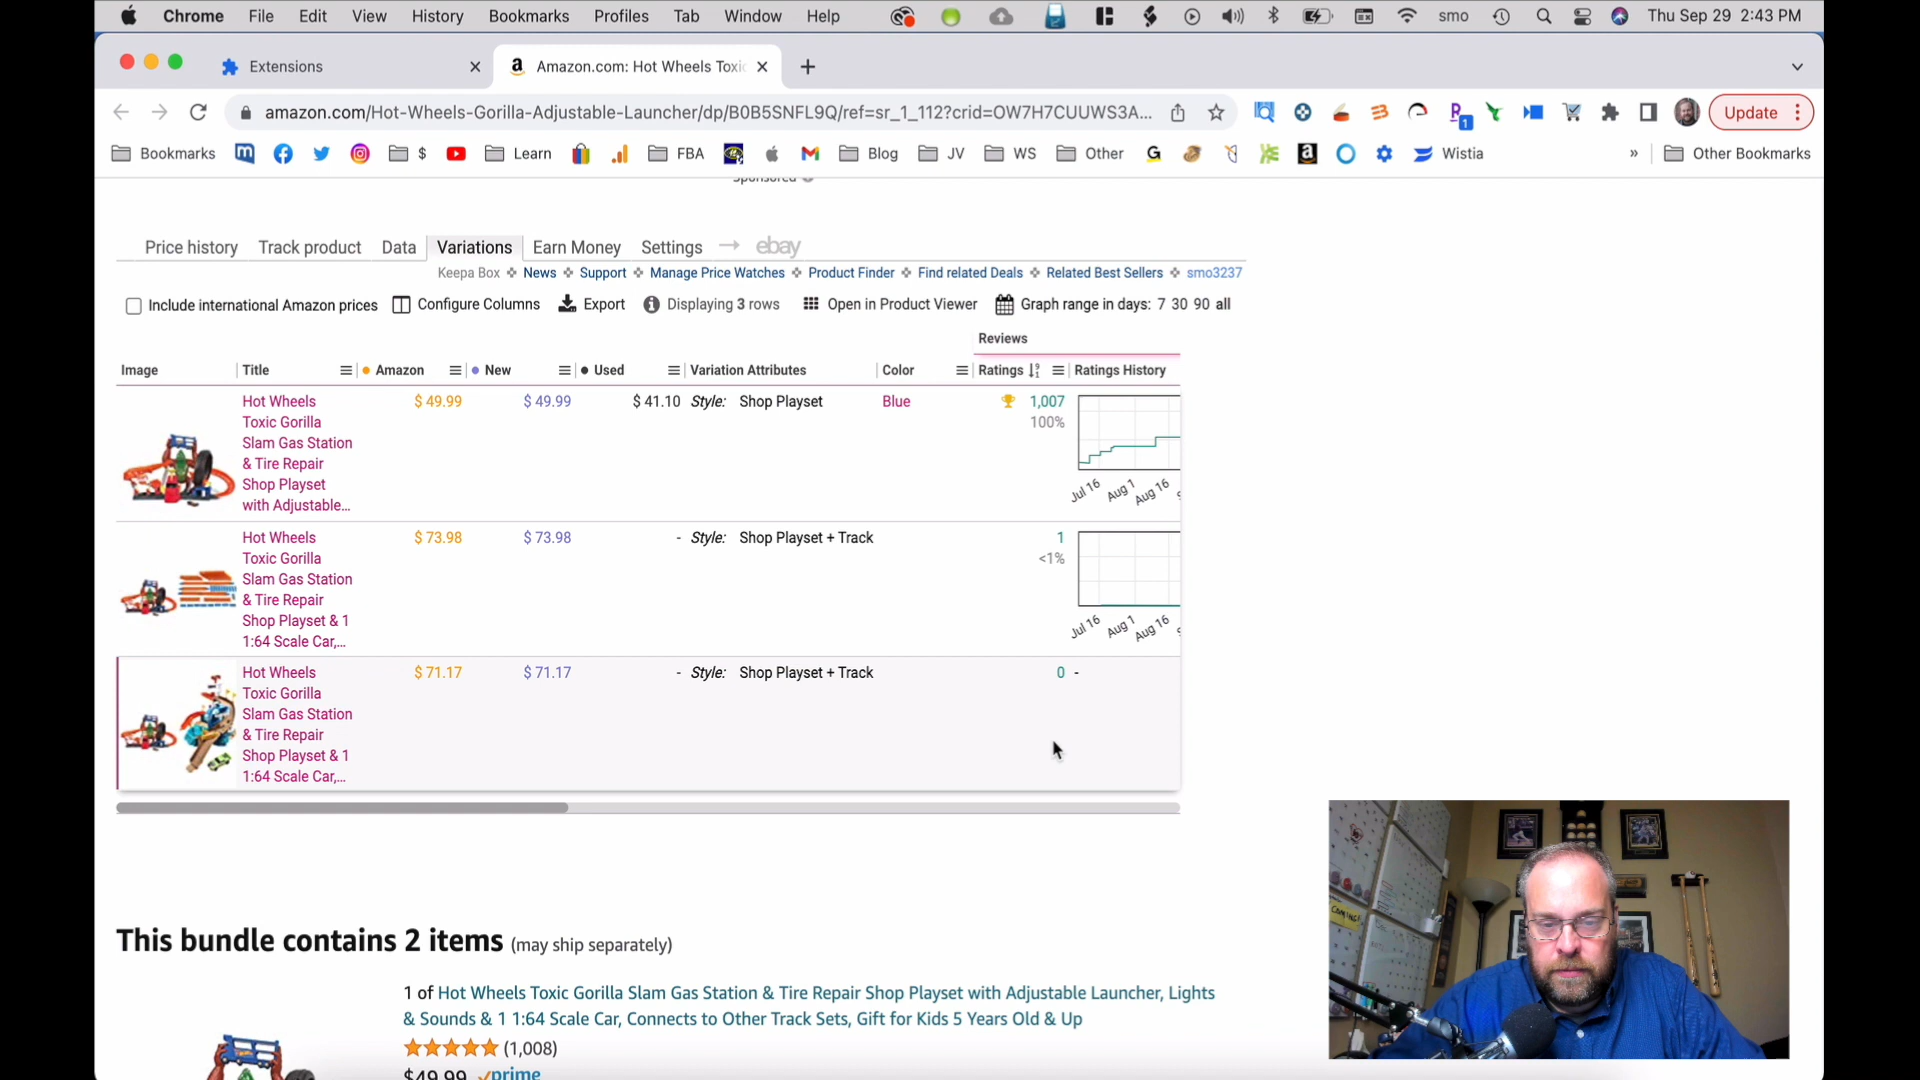 Chrome File Edit View History Bookmarks Profiles Tab Window Help smo Thu Sep 29 2:43 PM
Extensions Amazon.com: Hot Wheels Toxi
amazon.com/Hot-Wheels-Gorilla-Adjustable-Launcher/dp/B0B5SNFL9Q/ref=sr_1_112?crid=OW7H7CUUWS3A... 1 Update
Bookmarks $ Learn FBA Blog JV WS Other Wistia » Other Bookmarks
Sponsored
Price history Track product Data Variations Earn Money Settings → ebay
Keepa Box News Support Manage Price Watches Product Finder Find related Deals Related Best Sellers smo3237
Include international Amazon prices Configure Columns Export Displaying 3 rows Open in Product Viewer Graph range in days: 7 30 90 all
Reviews
Image Title Amazon New Used Variation Attributes Color Ratings Ratings History
Hot Wheels
Toxic Gorilla
Slam Gas Station
& Tire Repair
Shop Playset
with Adjustable...
$ 49.99 $ 49.99 $ 41.10 Style: Shop Playset Blue 1,007
100%
Jul 16 Aug 1 Aug 16
Hot Wheels
Toxic Gorilla
Slam Gas Station
& Tire Repair
Shop Playset & 1
1:64 Scale Car,...
$ 73.98 $ 73.98 - Style: Shop Playset + Track 1
<1%
Jul 16 Aug 1 Aug 16
Hot Wheels
Toxic Gorilla
Slam Gas Station
& Tire Repair
Shop Playset & 1
1:64 Scale Car,...
$ 71.17 $ 71.17 - Style: Shop Playset + Track 0 -
This bundle contains 2 items (may ship separately)
1 of Hot Wheels Toxic Gorilla Slam Gas Station & Tire Repair Shop Playset with Adjustable Launcher, Lights
& Sounds & 1 1:64 Scale Car, Connects to Other Track Sets, Gift for Kids 5 Years Old & Up
(1,008)
$49.99 prime